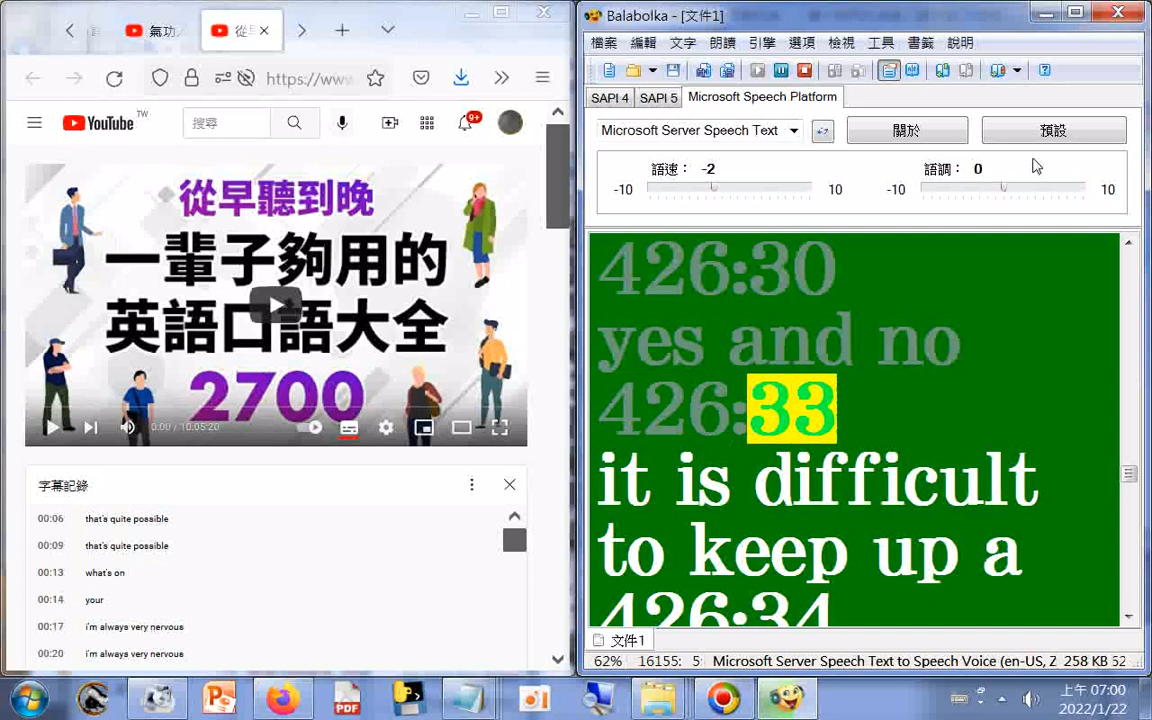 氣功
從
https://www
YouTube TW
搜尋
9+
從早聽到晚
一輩子夠用的
英語口語大全
2700
0:00 / 10:05:20
字幕記錄
00:06 that's quite possible
00:09 that's quite possible
00:13 what's on
00:14 your
00:17 i'm always very nervous
00:20 i'm always very nervous
Balabolka - [文件1]
檔案 編輯 文字 朗讀 引擎 選項 檢視 工具 書籤 說明
SAPI 4 SAPI 5 Microsoft Speech Platform
Microsoft Server Speech Text
關於
預設
語速： -2
語調： 0
-10 10 -10 10
426:30
yes and no
426:33
it is difficult
to keep up a
426:34
文件1
62% 16155: 5 Microsoft Server Speech Text to Speech Voice (en-US, Z 258 KB 52
PDF
上午 07:00
2022/1/22